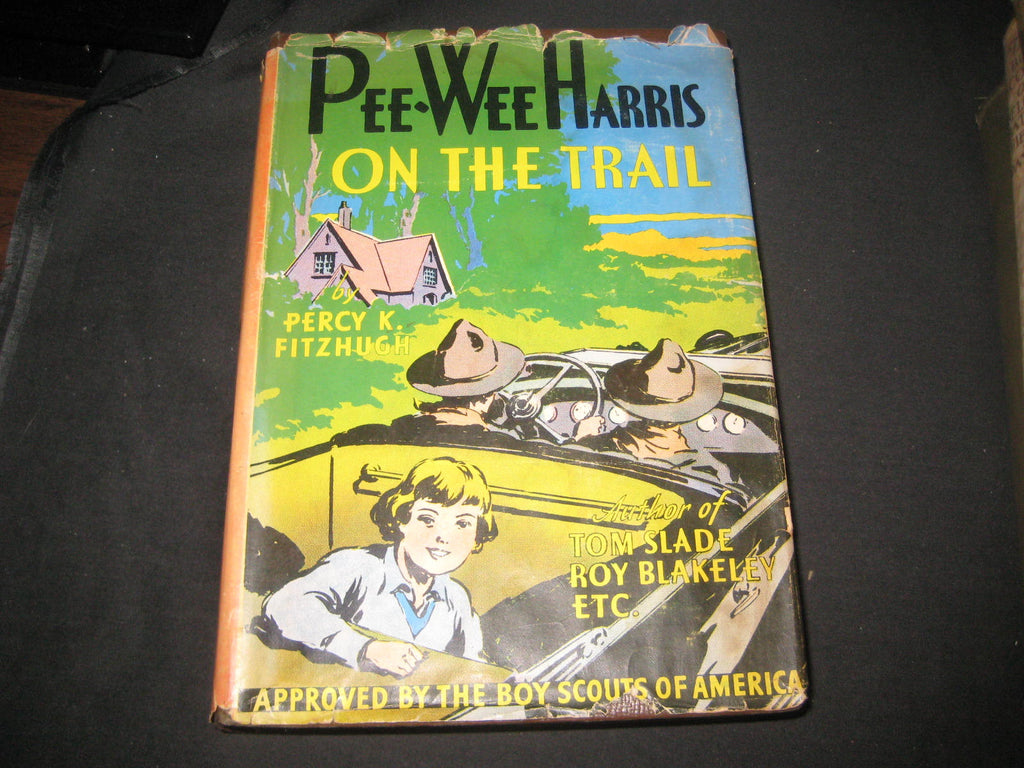 PEE-WEE HARRIS
ON THE TRAIL
by
PERCY K.
FITZHUGH
Author of
TOM SLADE
ROY BLAKELEY
ETC.
APPROVED BY THE BOY SCOUTS OF AMERICA